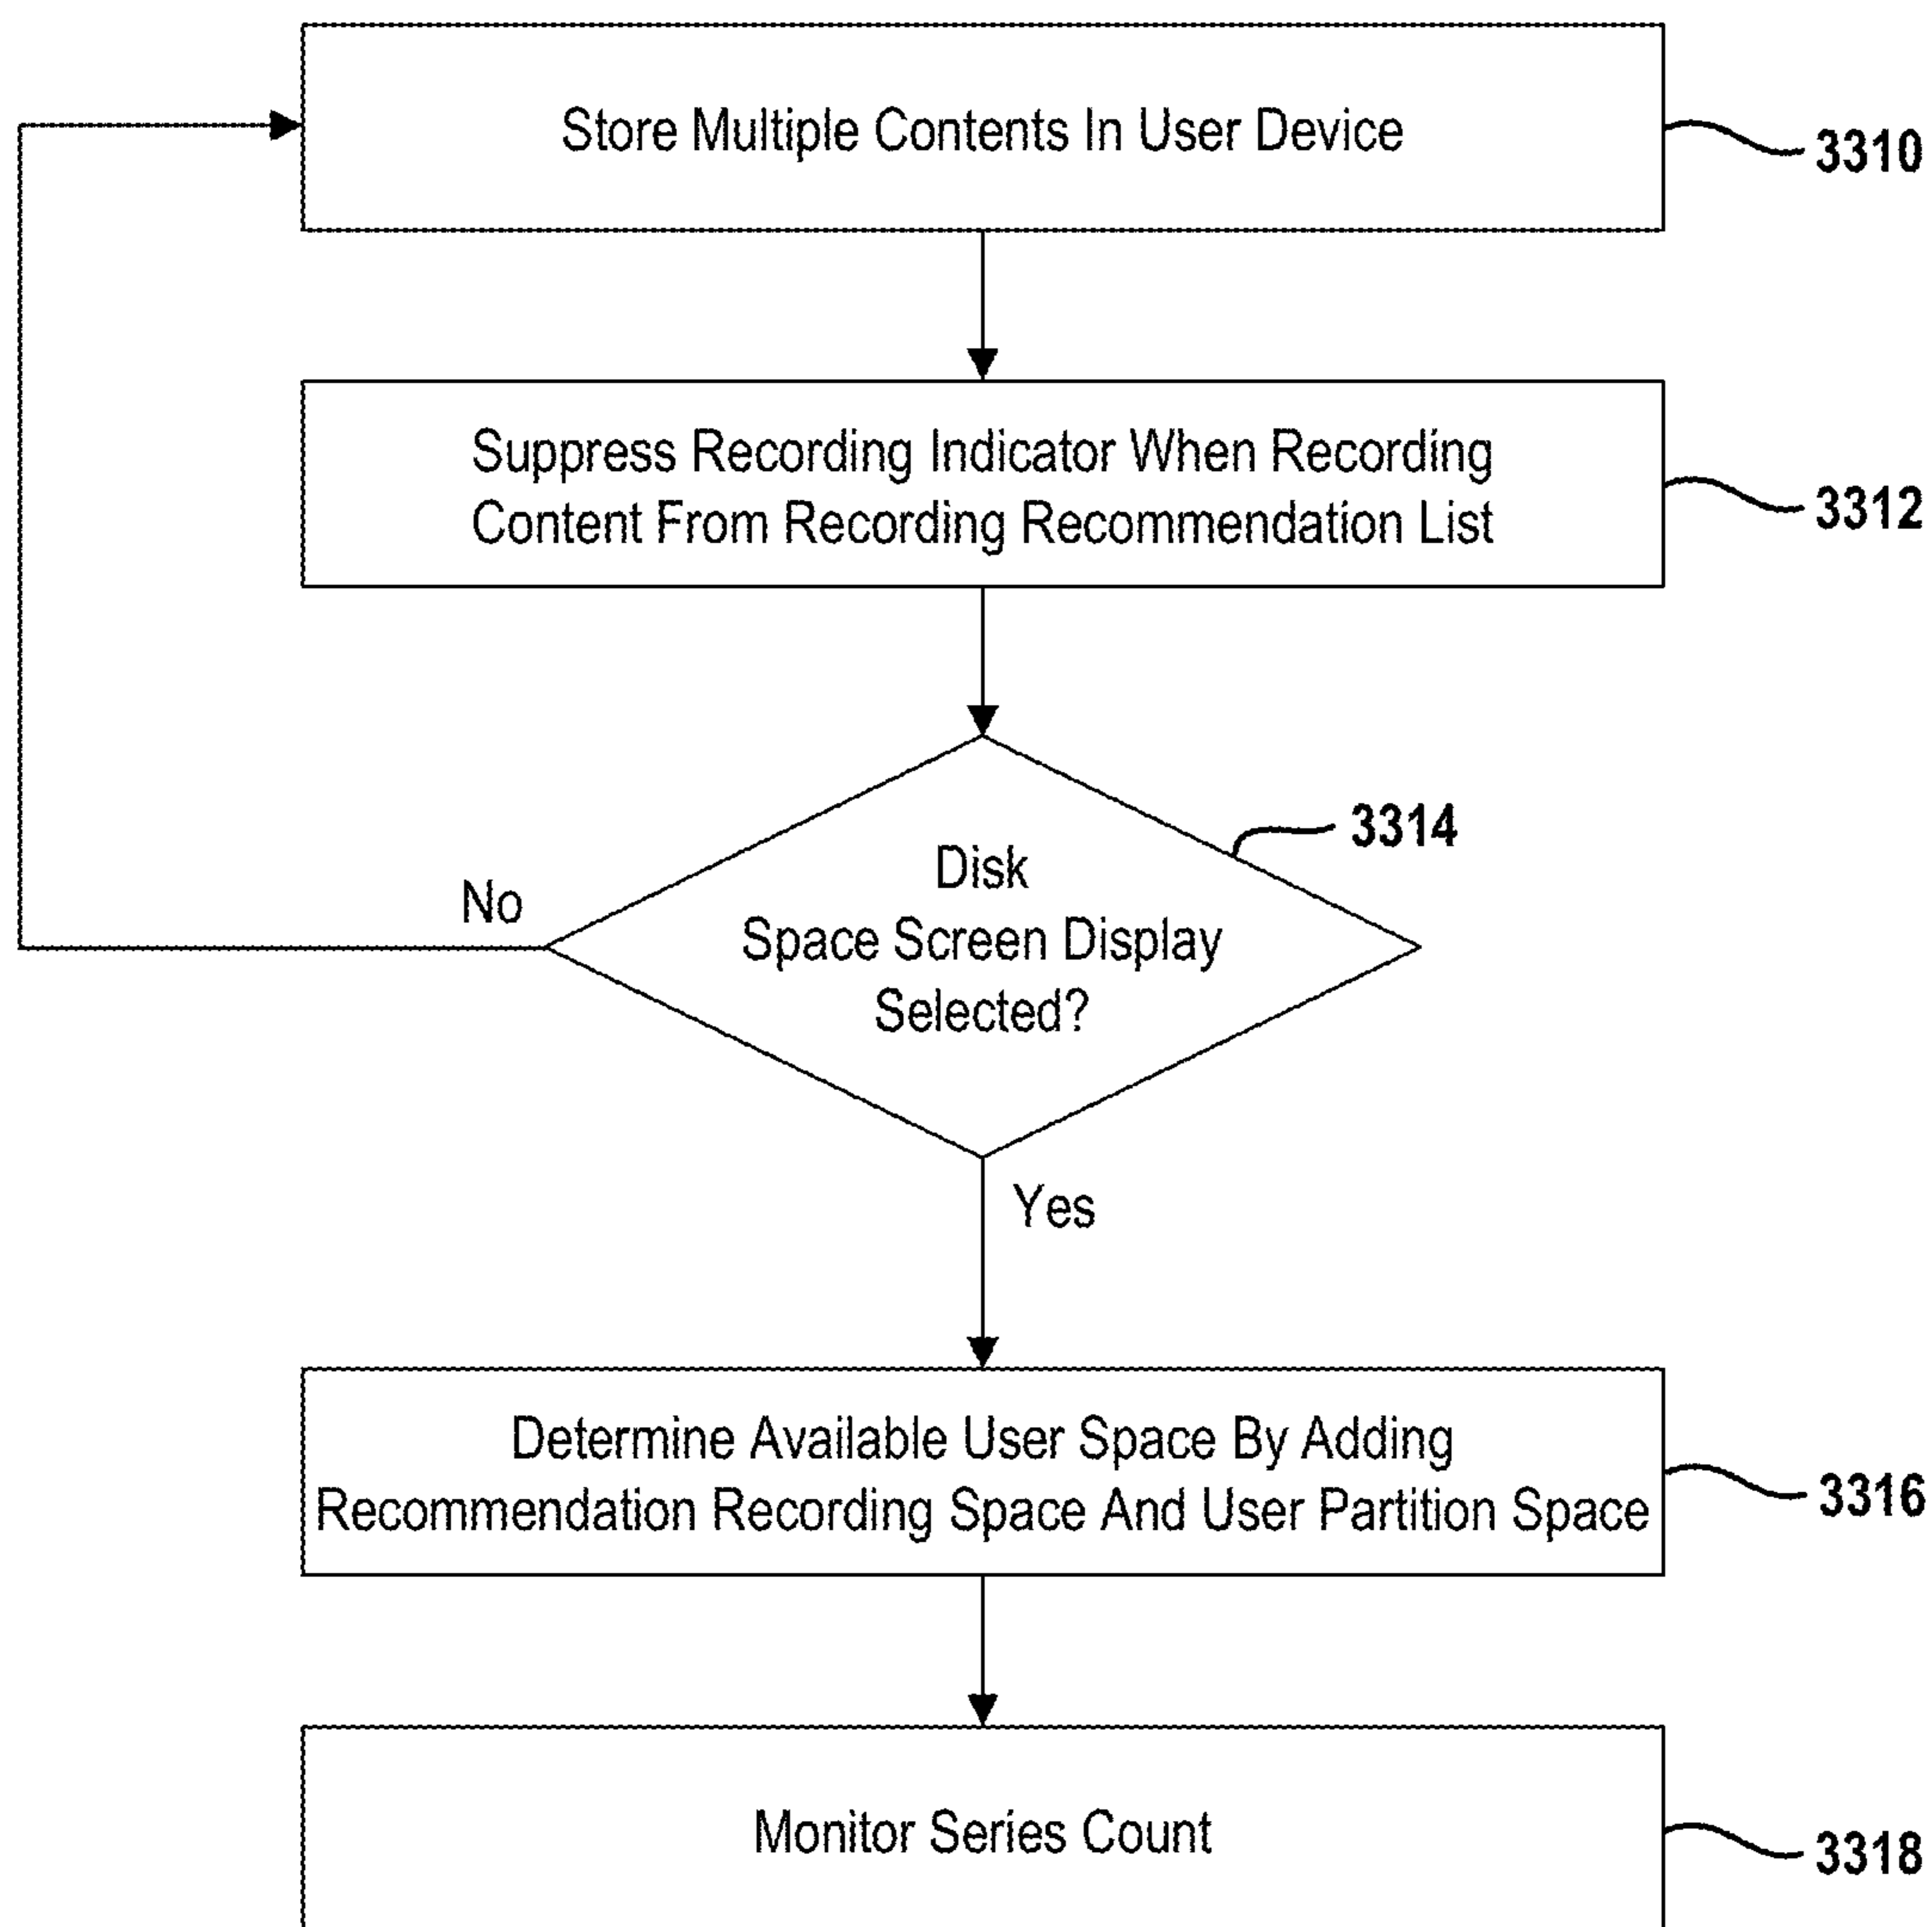 Store Multiple Contents In User Device
3310
Suppress Recording Indicator When Recording
Content From Recording Recommendation List
3312
3314
Disk
Space Screen Display
Selected?
No
Yes
Determine Available User Space By Adding
Recommendation Recording Space And User Partition Space
3316
Monitor Series Count
3318